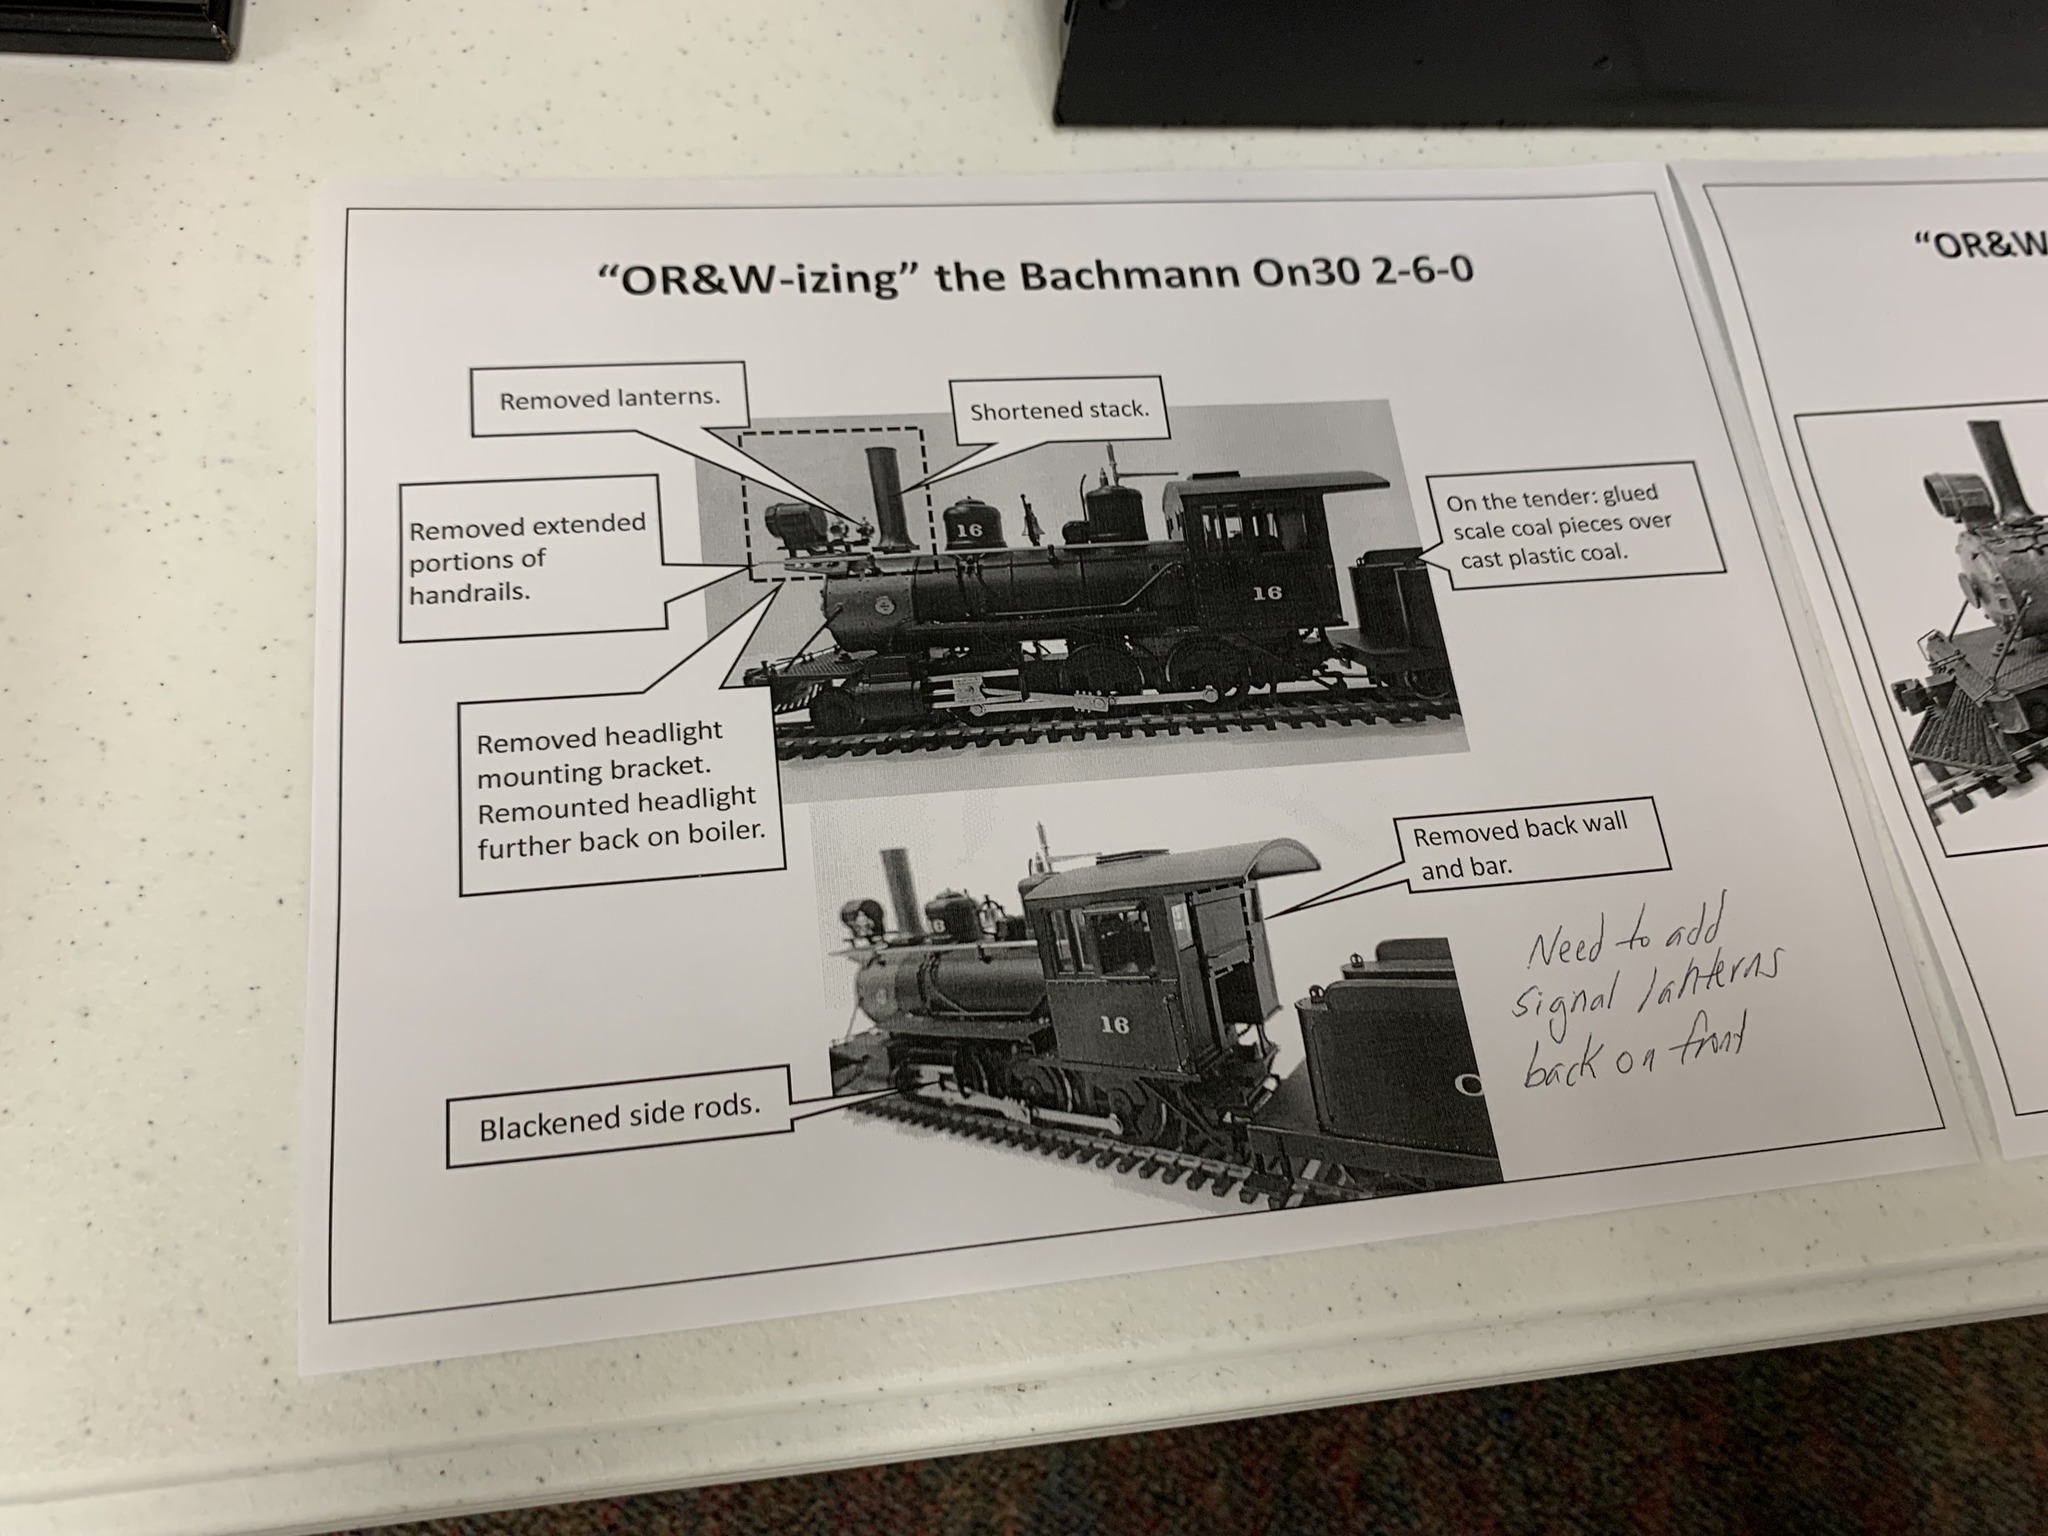 “OR&W-izing” the Bachmann On30 2-6-0
“OR&W
Removed lanterns.
Shortened stack.
Removed extended
portions of
handrails.
On the tender: glued
scale coal pieces over
cast plastic coal.
16
16
Removed headlight
mounting bracket.
Remounted headlight
further back on boiler.
Removed back wall
and bar.
6
16
O
Need to add
signal lanterns
back on front
Blackened side rods.